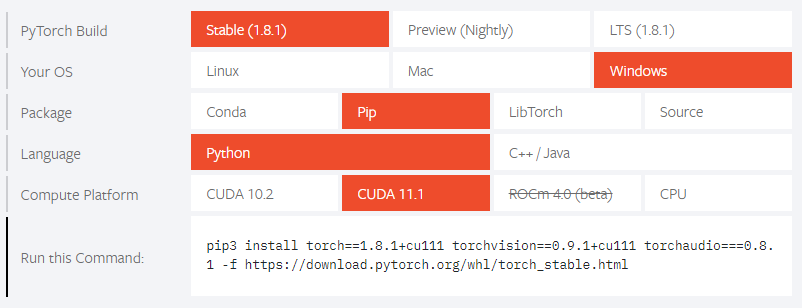 PyTorch Build Stable (1.8.1) Preview (Nightly) LTS (1.8.1)
Your OS Linux Mac Windows
Package Conda Pip LibTorch Source
Language Python C++ / Java
Compute Platform CUDA 10.2 CUDA 11.1 ROCm 4.0 (beta) CPU
Run this Command: pip3 install torch==1.8.1+cu111 torchvision==0.9.1+cu111 torchaudio===0.8.
1 -f https://download.pytorch.org/whl/torch_stable.html